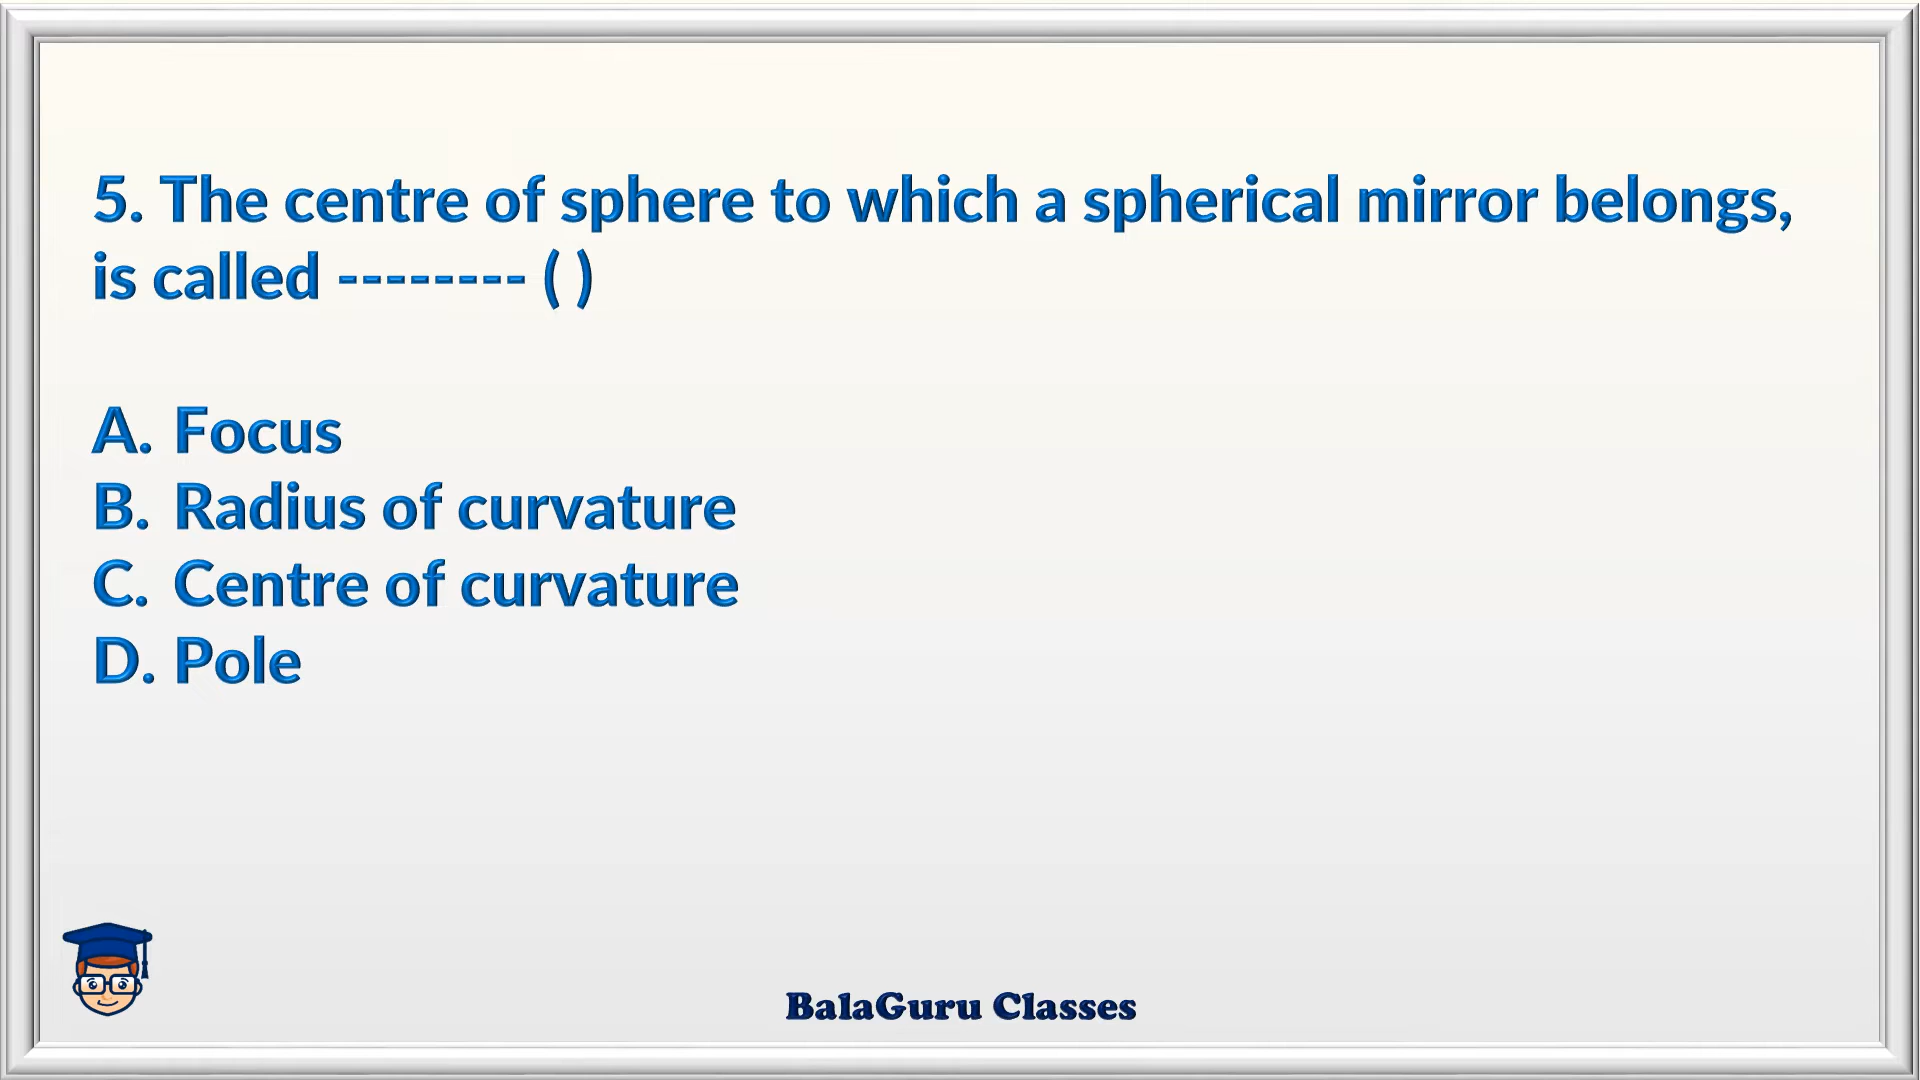 5. The centre of sphere to which a spherical mirror belongs,
is called -------- ( )
A. Focus
B. Radius of curvature
C. Centre of curvature
D. Pole
BalaGuru Classes